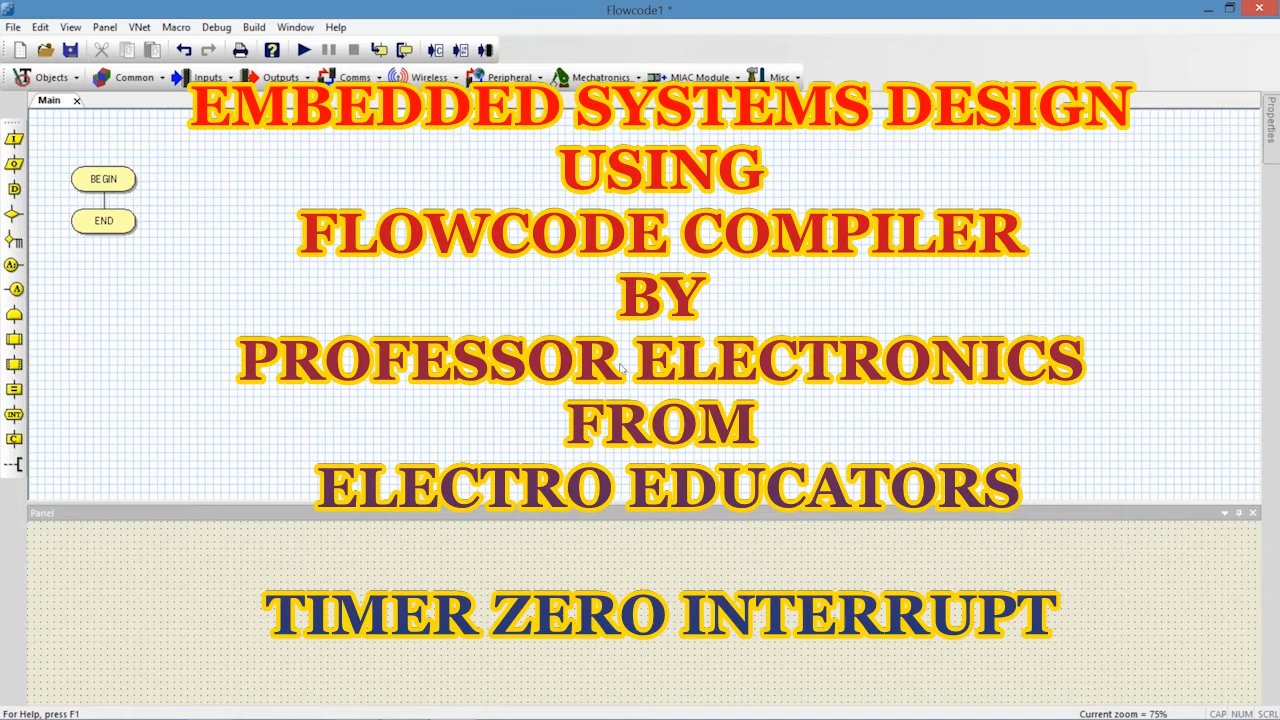 Flowcode1 *
File Edit View Panel VNet Macro Debug Build Window Help
Objects Common Inputs Outputs Comms Wireless Peripheral Mechatronics MIAC Module Misc
Main
Properties
BEGIN
END
EMBEDDED SYSTEMS DESIGN
USING
FLOWCODE COMPILER
BY
PROFESSOR ELECTRONICS
FROM
ELECTRO EDUCATORS
Panel
TIMER ZERO INTERRUPT
For Help, press F1 Current zoom = 75% CAP NUM SCRL